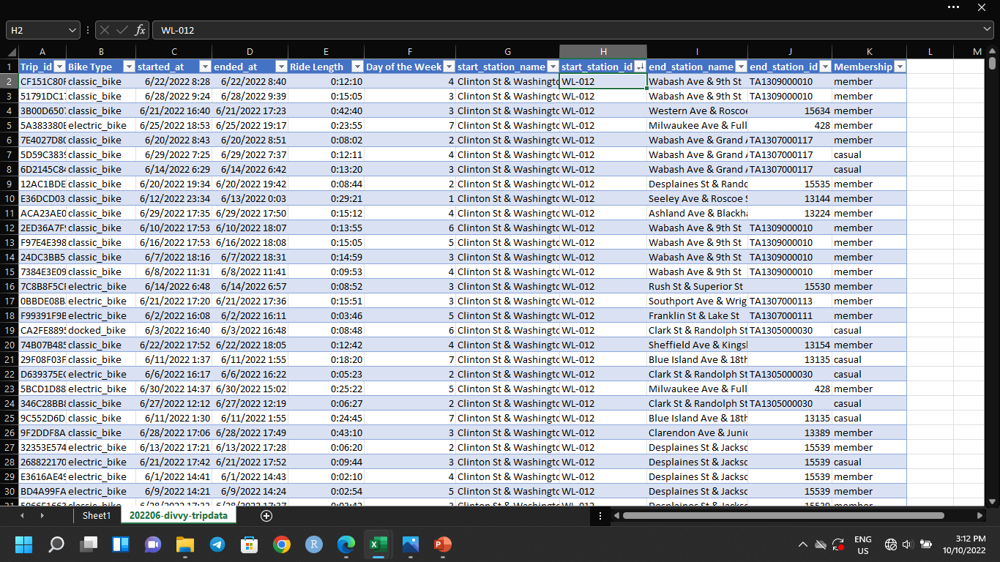 H2 WL-012
A B C D E F G H I J K L M
1 Trip_id Bike Type started_at ended_at Ride Length Day of the Week start_station_name start_station_id end_station_name end_station_id Membership
2 CF151C80 classic_bike 6/22/2022 8:28 6/22/2022 8:40 0:12:10 4 Clinton St & Washingto WL-012 Wabash Ave & 9th St TA1309000010 member
3 51791DC1 classic_bike 6/28/2022 9:24 6/28/2022 9:39 0:15:05 3 Clinton St & Washingto WL-012 Wabash Ave & 9th St TA1309000010 member
4 3B00D650 classic_bike 6/21/2022 16:40 6/21/2022 17:23 0:42:40 3 Clinton St & Washingto WL-012 Western Ave & Roscoe 15634 member
5 5A383380 electric_bike 6/25/2022 18:53 6/25/2022 19:17 0:23:55 7 Clinton St & Washingto WL-012 Milwaukee Ave & Full 428 member
6 7E4027D8 classic_bike 6/20/2022 8:43 6/20/2022 8:51 0:08:02 2 Clinton St & Washingto WL-012 Wabash Ave & Grand TA1307000117 member
7 5D59C383 classic_bike 6/29/2022 7:25 6/29/2022 7:37 0:12:11 4 Clinton St & Washingto WL-012 Wabash Ave & Grand TA1307000117 casual
8 6D2145C8 classic_bike 6/14/2022 6:29 6/14/2022 6:42 0:13:20 3 Clinton St & Washingto WL-012 Wabash Ave & Grand TA1307000117 casual
9 12AC1BDE classic_bike 6/20/2022 19:34 6/20/2022 19:42 0:08:44 2 Clinton St & Washingto WL-012 Desplaines St & Rando 15535 member
10 E36DCD03 classic_bike 6/12/2022 23:34 6/13/2022 0:03 0:29:21 1 Clinton St & Washingto WL-012 Seeley Ave & Roscoe S 13144 member
11 ACA23AE0 classic_bike 6/29/2022 17:35 6/29/2022 17:50 0:15:12 4 Clinton St & Washingto WL-012 Ashland Ave & Blackha 13224 member
12 2ED36A7F classic_bike 6/10/2022 17:53 6/10/2022 18:07 0:13:55 6 Clinton St & Washingto WL-012 Wabash Ave & 9th St TA1309000010 member
13 F97E4E398 classic_bike 6/16/2022 17:53 6/16/2022 18:08 0:15:05 5 Clinton St & Washingto WL-012 Wabash Ave & 9th St TA1309000010 member
14 24DC3BB5 classic_bike 6/7/2022 18:16 6/7/2022 18:31 0:14:59 3 Clinton St & Washingto WL-012 Wabash Ave & 9th St TA1309000010 member
15 7384E3E09 classic_bike 6/8/2022 11:31 6/8/2022 11:41 0:09:53 4 Clinton St & Washingto WL-012 Wabash Ave & 9th St TA1309000010 member
16 7C8B8F5C electric_bike 6/14/2022 6:48 6/14/2022 6:57 0:08:52 3 Clinton St & Washingto WL-012 Rush St & Superior St 15530 member
17 0BBDE08B electric_bike 6/21/2022 17:20 6/21/2022 17:36 0:15:51 3 Clinton St & Washingto WL-012 Southport Ave & Wrig TA1307000113 member
18 F99391F9E electric_bike 6/2/2022 16:08 6/2/2022 16:11 0:03:46 5 Clinton St & Washingto WL-012 Franklin St & Lake St TA1307000111 member
19 CA2FE889 docked_bike 6/3/2022 16:40 6/3/2022 16:48 0:08:48 6 Clinton St & Washingto WL-012 Clark St & Randolph St TA1305000030 casual
20 74B07B48 classic_bike 6/22/2022 17:52 6/22/2022 18:05 0:12:42 4 Clinton St & Washingto WL-012 Sheffield Ave & Kingsl 13154 member
21 29F08F03F classic_bike 6/11/2022 1:37 6/11/2022 1:55 0:18:20 7 Clinton St & Washingto WL-012 Blue Island Ave & 18th 13135 casual
22 D639375E electric_bike 6/6/2022 16:17 6/6/2022 16:22 0:05:23 2 Clinton St & Washingto WL-012 Clark St & Randolph St TA1305000030 casual
23 5BCD1D88 electric_bike 6/30/2022 14:37 6/30/2022 15:02 0:25:22 5 Clinton St & Washingto WL-012 Milwaukee Ave & Full 428 member
24 346C28BB classic_bike 6/27/2022 12:12 6/27/2022 12:19 0:06:27 2 Clinton St & Washingto WL-012 Clark St & Randolph St TA1305000030 casual
25 9C552D6D classic_bike 6/11/2022 1:30 6/11/2022 1:55 0:24:45 7 Clinton St & Washingto WL-012 Blue Island Ave & 18th 13135 casual
26 9F2DDF8A classic_bike 6/28/2022 17:06 6/28/2022 17:49 0:43:10 3 Clinton St & Washingto WL-012 Clarendon Ave & Junio 13389 member
27 32353E574 electric_bike 6/13/2022 17:21 6/13/2022 17:28 0:06:20 2 Clinton St & Washingto WL-012 Desplaines St & Jackso 15539 member
28 268822170 electric_bike 6/21/2022 17:42 6/21/2022 17:52 0:09:44 3 Clinton St & Washingto WL-012 Desplaines St & Jackso 15539 casual
29 E3616AE4 electric_bike 6/1/2022 14:41 6/1/2022 14:43 0:02:10 4 Clinton St & Washingto WL-012 Desplaines St & Jackso 15539 member
30 BD4A99FA electric_bike 6/9/2022 14:21 6/9/2022 14:24 0:02:54 5 Clinton St & Washingto WL-012 Desplaines St & Jackso 15539 member
Sheet1 202206-divvy-tripdata
ENG US 3:12 PM 10/10/2022